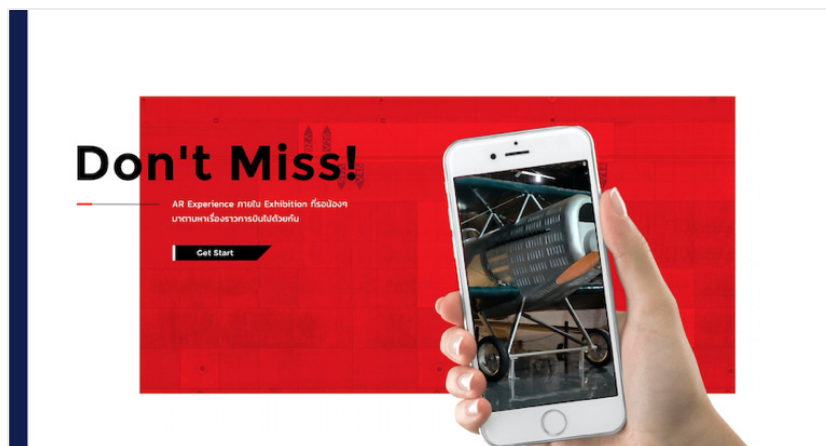 Don't Miss!
AR Experience ภายใน Exhibition ที่รอน้องๆ
มาตามหาเรื่องราวการบินไปด้วยกัน
Get Start